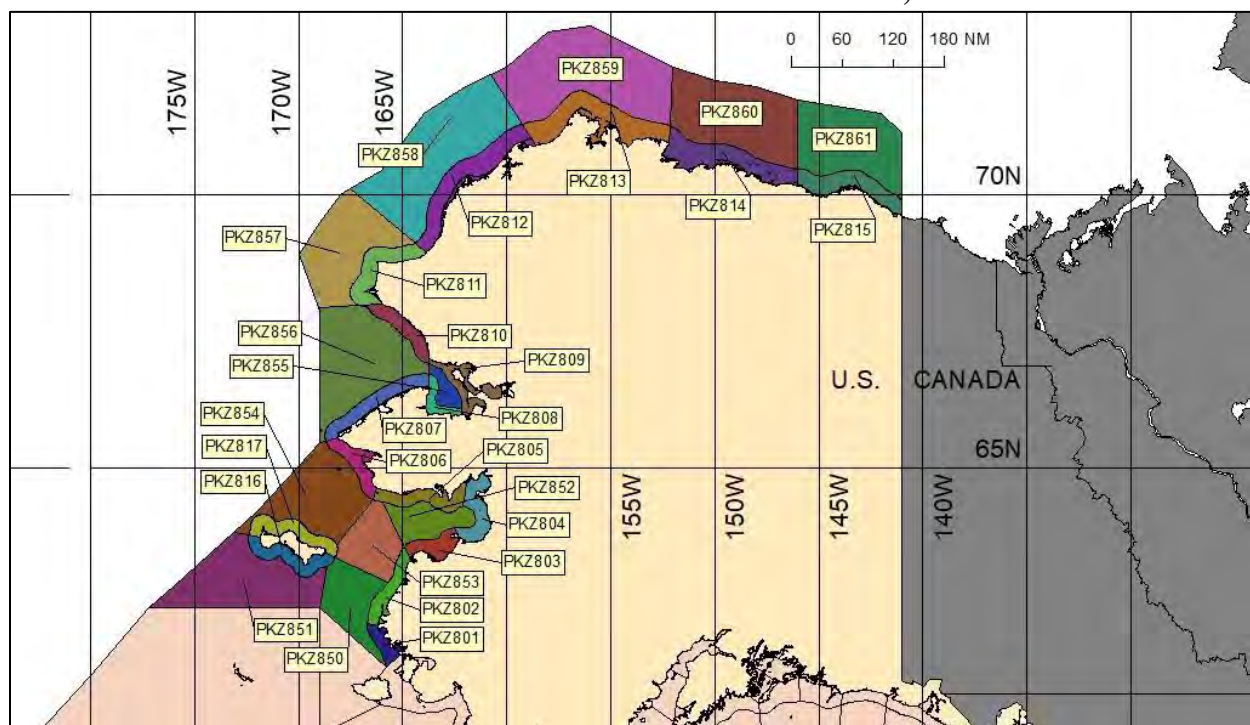 0 60 120 180 NM
175W
170W
165W
PKZ859
PKZ860
PKZ861
PKZ858
PKZ813
PKZ814
PKZ815
70N
PKZ812
PKZ857
PKZ811
PKZ856
PKZ810
PKZ855
PKZ809
U.S. CANADA
PKZ854
PKZ808
PKZ807
PKZ817
PKZ806
PKZ805
65N
PKZ816
PKZ852
155W
150W
145W
140W
PKZ804
PKZ803
PKZ853
PKZ802
PKZ851
PKZ801
PKZ850